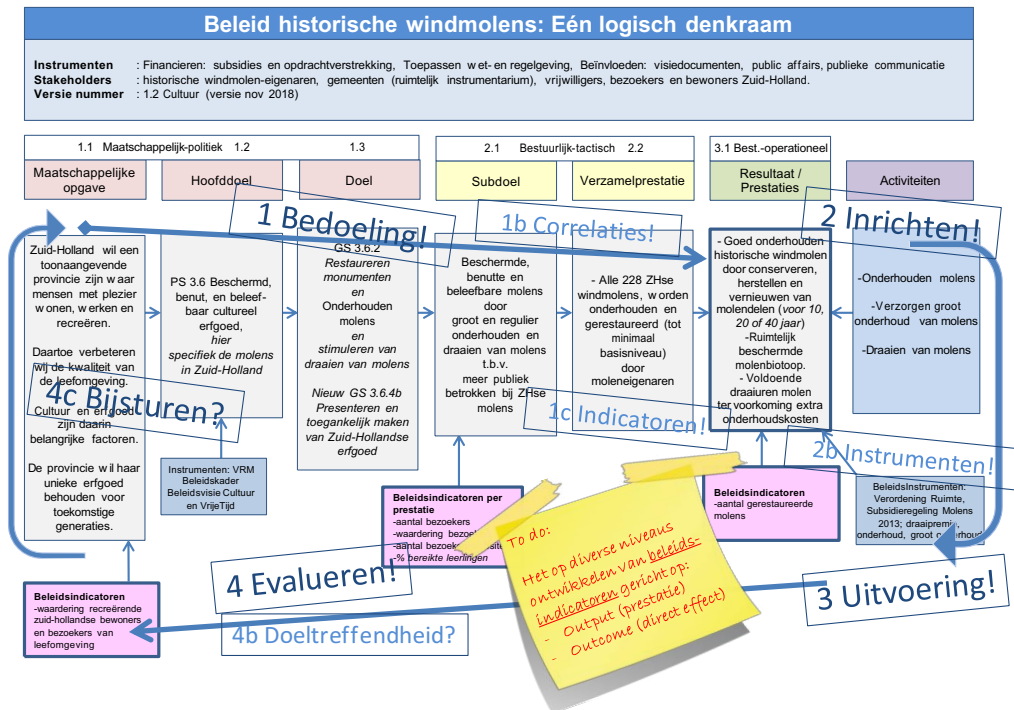 Beleid historische windmolens: Eén logisch denkraam
Instrumenten : Financieren: subsidies en opdrachtverstrekking, Toepassen wet- en regelgeving, Beïnvloeden: visiedocumenten, public affairs, publieke communicatie
Stakeholders : historische windmolen-eigenaren, gemeenten (ruimtelijk instrumentarium), vrijwilligers, bezoekers en bewoners Zuid-Holland.
Versie nummer : 1.2 Cultuur (versie nov 2018)
1.1 Maatschappelijk-politiek 1.2 1.3
2.1 Bestuurlijk-tactisch 2.2
3.1 Best.-operationeel
Maatschappelijke
opgave
Hoofddoel
Doel
Subdoel
Verzamelprestatie
Resultaat /
Prestaties
Activiteiten
1 Bedoeling!
1b Correlaties!
2 Inrichten!
Zuid-Holland wil een
toonaangevende
provincie zijn waar
mensen met plezier
wonen, werken en
recreëren.
Daartoe verbeteren
wij de kwaliteit van
de leefomgeving.
Cultuur en erfgoed
zijn daarin
belangrijke factoren.
De provincie wil haar
unieke erfgoed
behouden voor
toekomstige
generaties.
PS 3.6 Beschermd,
benut, en beleef-
baar cultureel
erfgoed,
hier
specifiek de molens
in Zuid-Holland
GS 3.6.2
Restaureren
monumenten
en
Onderhouden
molens
en
stimuleren van
draaien van molens
Nieuw GS 3.6.4b
Presenteren en
toegankelijk maken
van Zuid-Hollandse
erfgoed
Beschermde,
benutte en
beleefbare molens
door
groot en regulier
onderhouden en
draaien van molens
t.b.v.
meer publiek
betrokken bij ZHse
molens
- Alle 228 ZHse
windmolens, worden
onderhouden en
gerestaureerd (tot
minimaal
basisniveau)
door
moleneigenaren
- Goed onderhouden
historische windmolen
door conserveren,
herstellen en
vernieuwen van
molendelen (voor 10,
20 of 40 jaar)
-Ruimtelijk
beschermde
molenbiotoop.
- Voldoende
draaiuren molen
ter voorkoming extra
onderhoudskosten
-Onderhouden molens
-Verzorgen groot
onderhoud van molens
-Draaien van molens
4c Bijsturen?
1c Indicatoren!
2b Instrumenten!
Instrumenten: VRM
Beleidskader
Beleidsvisie Cultuur
en VrijeTijd
Beleidsindicatoren per
prestatie
-aantal bezoekers
-waardering
-aantal
-% bereikte leerlingen
Beleidsindicatoren
-aantal gerestaureerde
molens
BeleidsInstrumenten:
Verordening Ruimte,
Subsidieregeling Molens
2013; draaipremie,
onderhoud, groot onderhoud
To do:
Het op diverse niveaus
ontwikkelen van beleids-
indicatoren gericht op:
- Output (prestatie)
- Outcome (direct effect)
4 Evalueren!
3 Uitvoering!
4b Doeltreffendheid?
Beleidsindicatoren
-waardering recreërende
zuid-hollandse bewoners
en bezoekers van
leefomgeving